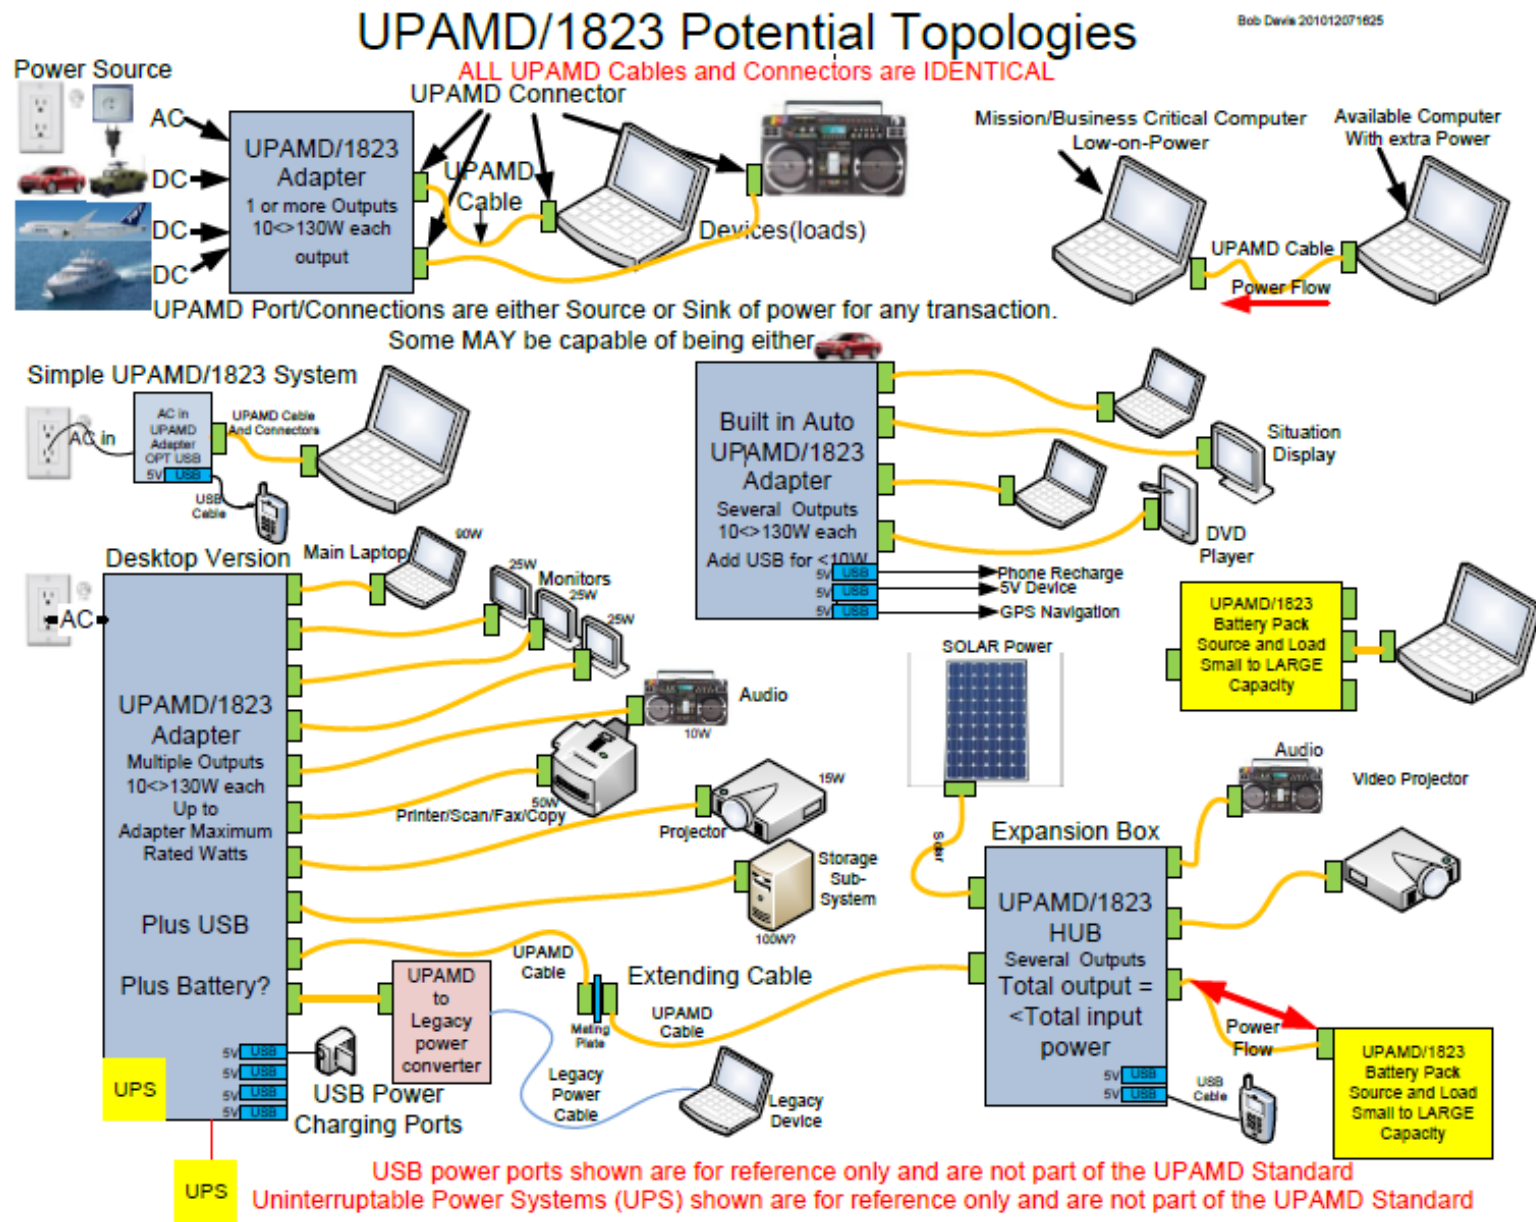 UPAMD/1823 Potential Topologies
Bob Davis 201012071625
ALL UPAMD Cables and Connectors are IDENTICAL
Power Source
UPAMD Connector
AC
DC
DC
DC
UPAMD/1823
Adapter
1 or more Outputs
10<>130W each
output
UPAMD
Cable
Devices(loads)
Mission/Business Critical Computer
Low-on-Power
Available Computer
With extra Power
UPAMD Cable
Power Flow
UPAMD Port/Connections are either Source or Sink of power for any transaction.
Some MAY be capable of being either
Simple UPAMD/1823 System
AC in
AC in
UPAMD
Adapter
OPT USB
5V USB
UPAMD Cable
And Connectors
USB
Cable
Built in Auto
UPAMD/1823
Adapter
Several Outputs
10<>130W each
Add USB for <10W
5V USB
5V USB
5V USB
Phone Recharge
5V Device
GPS Navigation
Situation
Display
DVD
Player
UPAMD/1823
Battery Pack
Source and Load
Small to LARGE
Capacity
Desktop Version
AC
Main Laptop
90W
25W
Monitors
25W
25W
UPAMD/1823
Adapter
Multiple Outputs
10<>130W each
Up to
Adapter Maximum
Rated Watts
Plus USB
Plus Battery?
5V USB
5V USB
5V USB
5V USB
UPS
UPS
Audio
10W
50W
Printer/Scan/Fax/Copy
15W
Projector
Storage
Sub-
System
100W?
UPAMD
Cable
Extending Cable
Mating
Plate
UPAMD
Cable
UPAMD
to
Legacy
power
converter
USB Power
Charging Ports
Legacy
Power
Cable
Legacy
Device
SOLAR Power
Solar
Expansion Box
UPAMD/1823
HUB
Several Outputs
Total output =
<Total input
power
5V USB
5V USB
Audio
Video Projector
Power
Flow
USB
Cable
UPAMD/1823
Battery Pack
Source and Load
Small to LARGE
Capacity
USB power ports shown are for reference only and are not part of the UPAMD Standard
Uninterruptable Power Systems (UPS) shown are for reference only and are not part of the UPAMD Standard